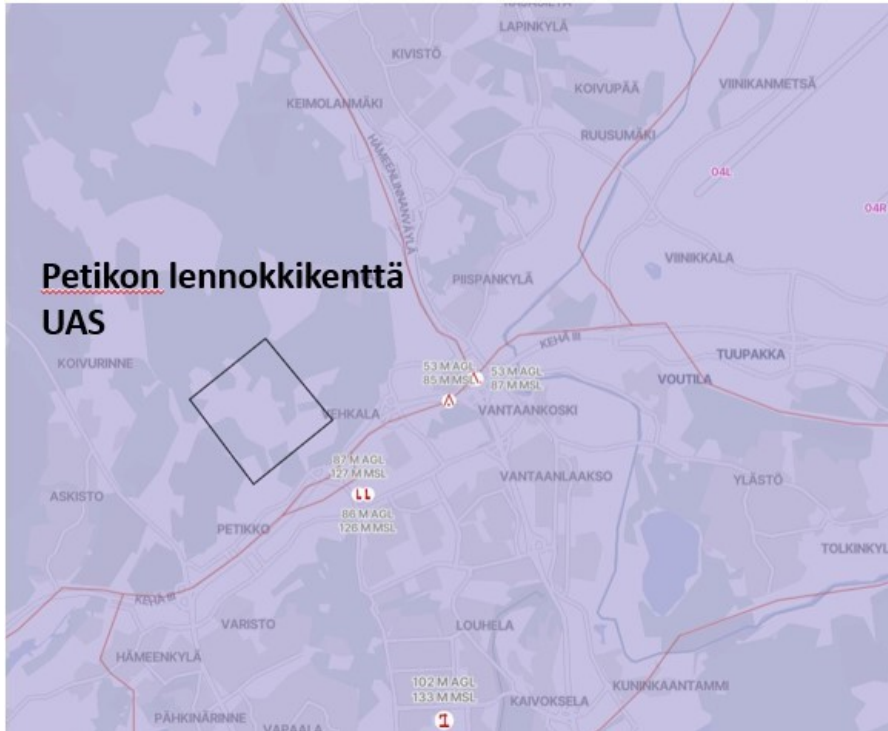 LAPINKYLÄ
KIVISTÖ
VIINIKANMETSÄ
KOIVUPÄÄ
KEIMOLANMÄKI
RUUSUMÄKI
HÄMEENLINNANVÄYLÄ
04L
04R
VIINIKKALA
Petikon lennokkikenttä
UAS
PIISPANKYLÄ
KEHÄ III
TUUPAKKA
KOIVURINNE
53 M AGL
85 M MSL
53 M AGL
87 M MSL
VOUTILA
VEHKALA
VANTAANKOSKI
87 M AGL
127 M MSL
VANTAANLAAKSO
YLÄSTÖ
ASKISTO
86 M AGL
126 M MSL
PETIKKO
TOLKINKYL
KEHÄ III
VARISTO
LOUHELA
HÄMEENKYLÄ
102 M AGL
133 M MSL
KUNINKAANTAMMI
KAIVOKSELA
PÄHKINÄRINNE
VAPAALA